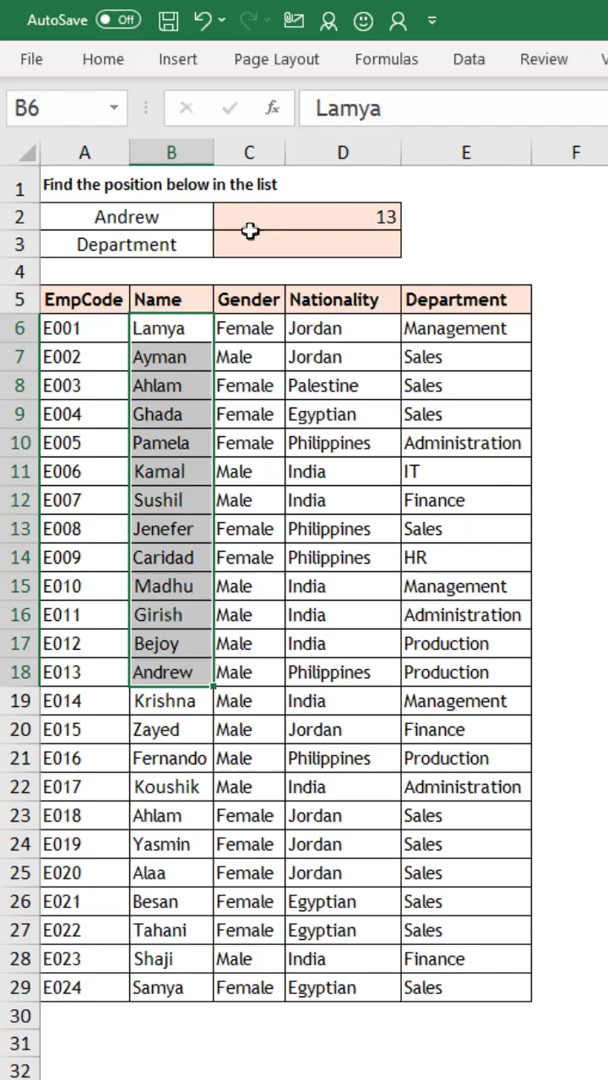 AutoSave Off
File Home Insert Page Layout Formulas Data Review
B6 fx Lamya
A B C D E F
1 Find the position below in the list
2 Andrew 13
3 Department
4
5 EmpCode Name Gender Nationality Department
6 E001 Lamya Female Jordan Management
7 E002 Ayman Male Jordan Sales
8 E003 Ahlam Female Palestine Sales
9 E004 Ghada Female Egyptian Sales
10 E005 Pamela Female Philippines Administration
11 E006 Kamal Male India IT
12 E007 Sushil Male India Finance
13 E008 Jenefer Female Philippines Sales
14 E009 Caridad Female Philippines HR
15 E010 Madhu Male India Management
16 E011 Girish Male India Administration
17 E012 Bejoy Male India Production
18 E013 Andrew Male Philippines Production
19 E014 Krishna Male India Management
20 E015 Zayed Male Jordan Finance
21 E016 Fernando Male Philippines Production
22 E017 Koushik Male India Administration
23 E018 Ahlam Female Jordan Sales
24 E019 Yasmin Female Jordan Sales
25 E020 Alaa Female Jordan Sales
26 E021 Besan Female Egyptian Sales
27 E022 Tahani Female Egyptian Sales
28 E023 Shaji Male India Finance
29 E024 Samya Female Egyptian Sales
30
31
32